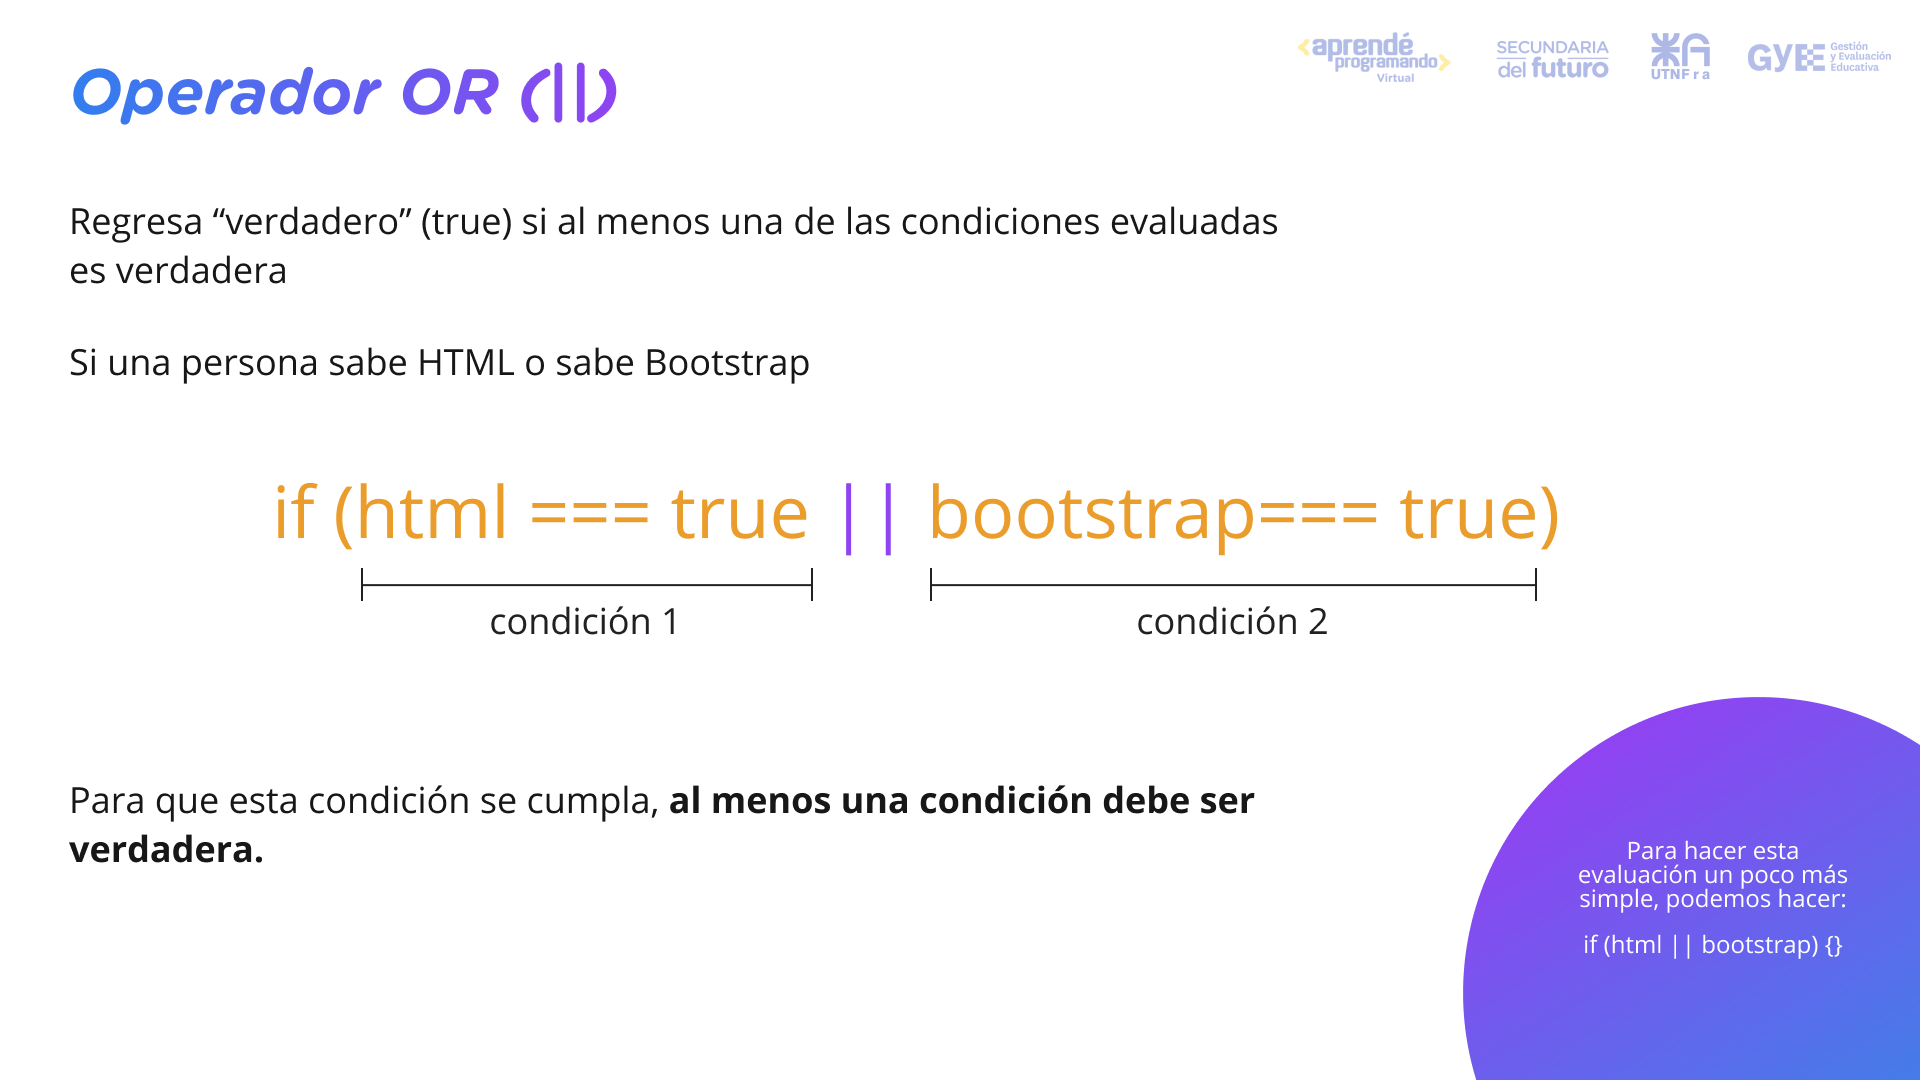 Operador OR (||)
<aprendé
programando>
Virtual
SECUNDARIA
del futuro
UTNFra
GYEE
Gestión
y Evaluación
Educativa
Regresa “verdadero” (true) si al menos una de las condiciones evaluadas
es verdadera
Si una persona sabe HTML o sabe Bootstrap
if (html === true || bootstrap=== true)
condición 1
condición 2
Para que esta condición se cumpla, al menos una condición debe ser
verdadera.
Para hacer esta
evaluación un poco más
simple, podemos hacer:
if (html || bootstrap) {}